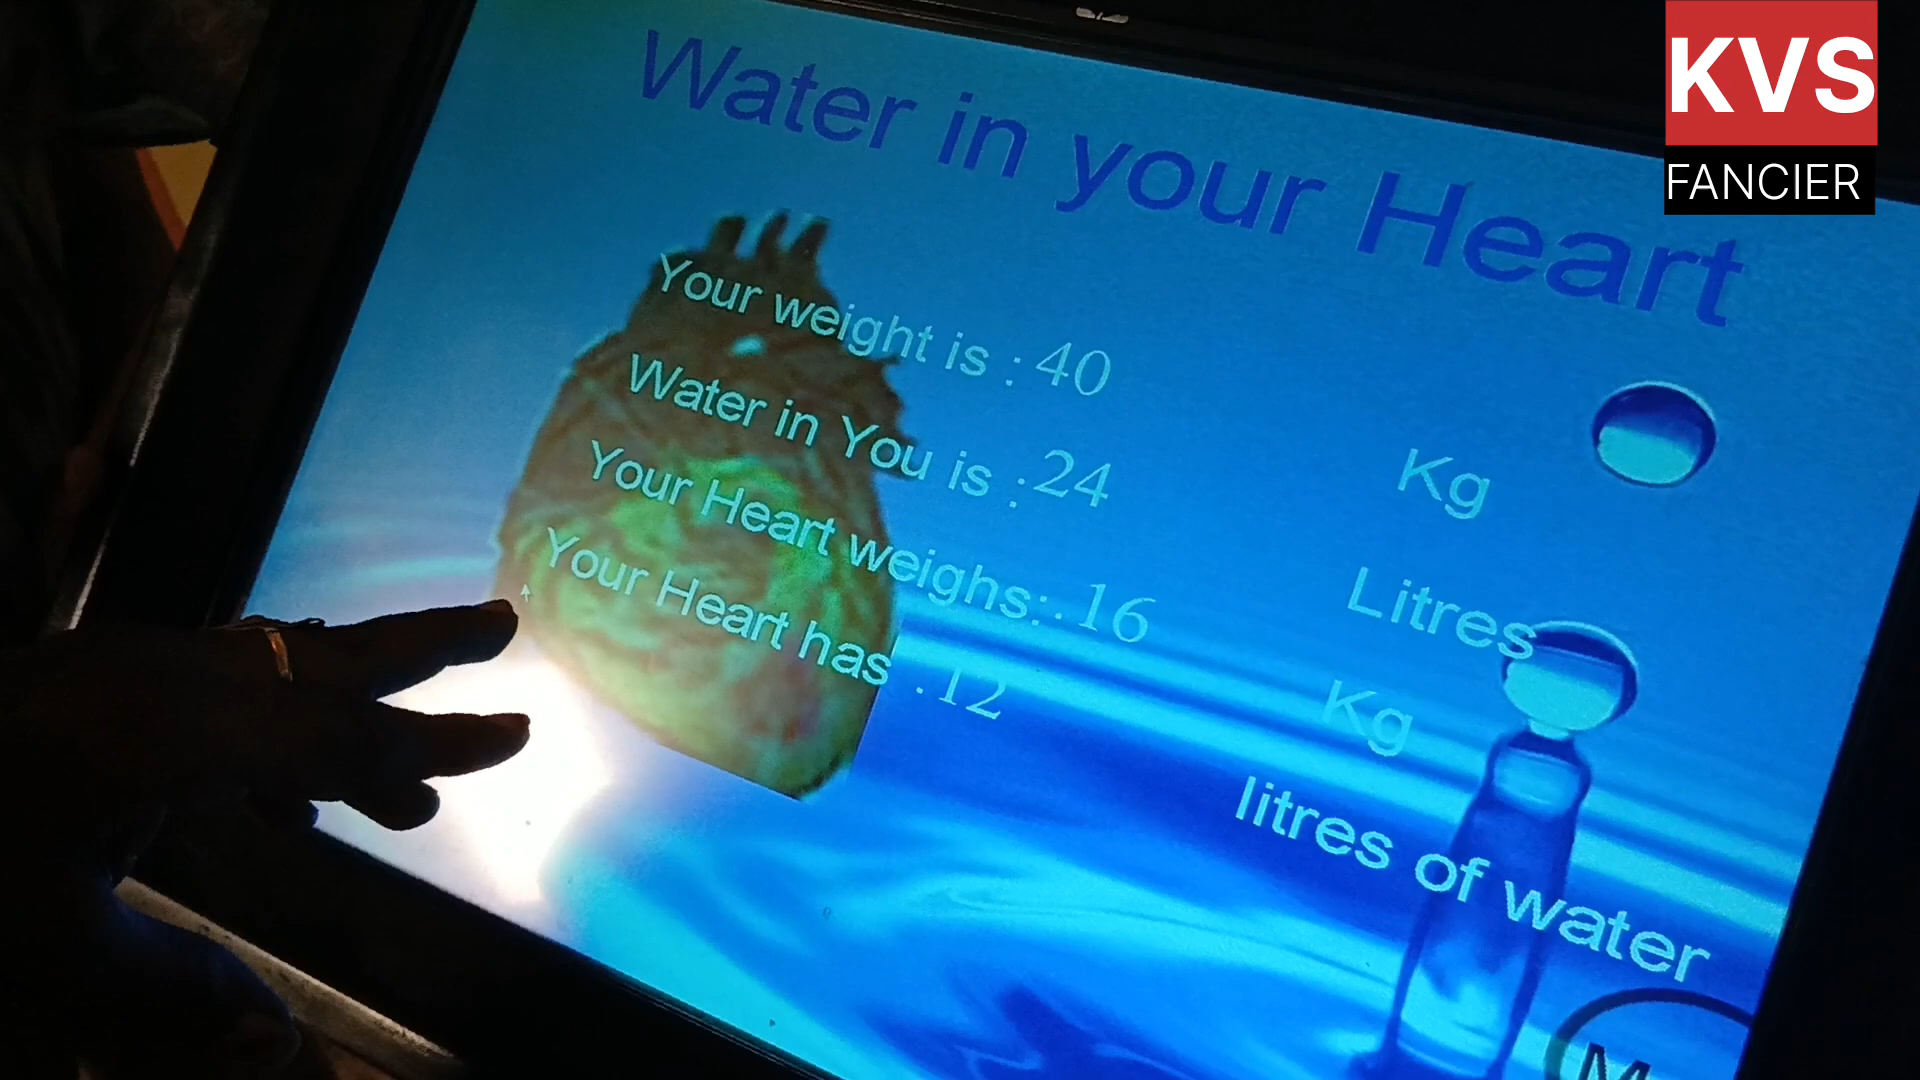 KVS
FANCIER
Water in your Heart
Your weight is : 40 Kg
Water in You is : 24 Litres
Your Heart weighs: .16 Kg
Your Heart has .12 litres of water